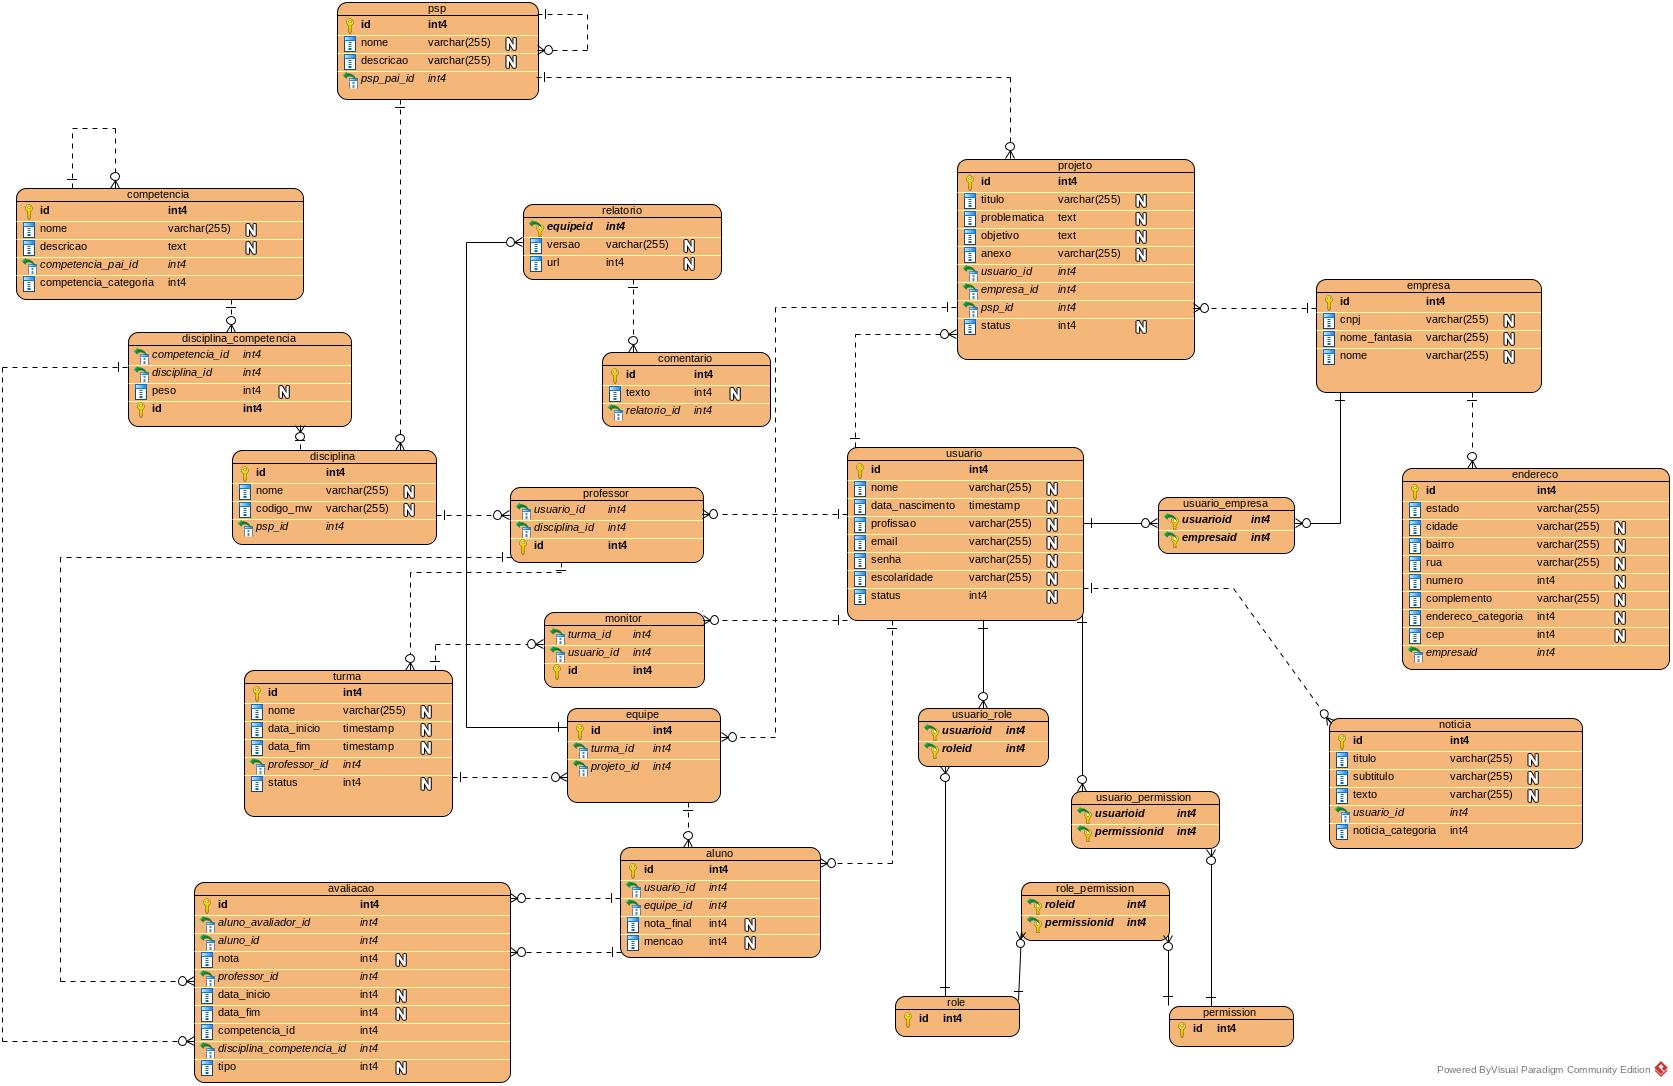 psp
id int4
nome varchar(255) N
descricao varchar(255) N
psp_pai_id int4
competencia
id int4
nome varchar(255) N
descricao text N
competencia_pai_id int4
competencia_categoria int4
relatorio
equipeid int4
versao varchar(255) N
url int4 N
projeto
id int4
titulo varchar(255) N
problematica text N
objetivo text N
anexo varchar(255) N
usuario_id int4
empresa_id int4
psp_id int4
status int4 N
empresa
id int4
cnpj varchar(255) N
nome_fantasia varchar(255) N
nome varchar(255) N
disciplina_competencia
competencia_id int4
disciplina_id int4
peso int4 N
id int4
comentario
id int4
texto int4 N
relatorio_id int4
disciplina
id int4
nome varchar(255) N
codigo_mw varchar(255) N
psp_id int4
professor
usuario_id int4
disciplina_id int4
id int4
usuario
id int4
nome varchar(255) N
data_nascimento timestamp N
profissao varchar(255) N
email varchar(255) N
senha varchar(255) N
escolaridade varchar(255) N
status int4 N
usuario_empresa
usuarioid int4
empresaid int4
endereco
id int4
estado varchar(255)
cidade varchar(255) N
bairro varchar(255) N
rua varchar(255) N
numero int4 N
complemento varchar(255) N
endereco_categoria int4 N
cep int4 N
empresaid int4
monitor
turma_id int4
usuario_id int4
id int4
turma
id int4
nome varchar(255) N
data_inicio timestamp N
data_fim timestamp N
professor_id int4
status int4 N
equipe
id int4
turma_id int4
projeto_id int4
usuario_role
usuarioid int4
roleid int4
noticia
id int4
titulo varchar(255) N
subtitulo varchar(255) N
texto varchar(255) N
usuario_id int4
noticia_categoria int4
usuario_permission
usuarioid int4
permissionid int4
aluno
id int4
usuario_id int4
equipe_id int4
nota_final int4 N
mencao int4 N
avaliacao
id int4
aluno_avaliador_id int4
aluno_id int4
nota int4 N
professor_id int4
data_inicio int4 N
data_fim int4 N
competencia_id int4
disciplina_competencia_id int4
tipo int4 N
role_permission
roleid int4
permissionid int4
role
id int4
permission
id int4
Powered ByVisual Paradigm Community Edition